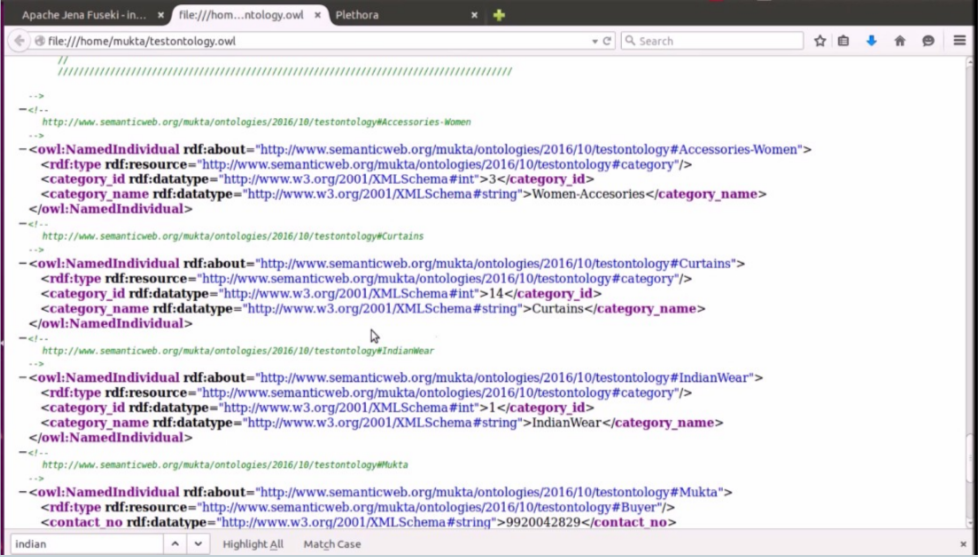 Apache Jena Fuseki - in... × file:///hom...ntology.owl × Plethora ×
file:///home/mukta/testontology.owl Search
//
///////////////////////////////////////////////////////////////////////////////////////
-->
−<!--
http://www.semanticweb.org/mukta/ontologies/2016/10/testontology#Accessories-Women
-->
−<owl:NamedIndividual rdf:about="http://www.semanticweb.org/mukta/ontologies/2016/10/testontology#Accessories-Women">
<rdf:type rdf:resource="http://www.semanticweb.org/mukta/ontologies/2016/10/testontology#category"/>
<category_id rdf:datatype="http://www.w3.org/2001/XMLSchema#int">3</category_id>
<category_name rdf:datatype="http://www.w3.org/2001/XMLSchema#string">Women-Accesories</category_name>
</owl:NamedIndividual>
−<!--
http://www.semanticweb.org/mukta/ontologies/2016/10/testontology#Curtains
-->
−<owl:NamedIndividual rdf:about="http://www.semanticweb.org/mukta/ontologies/2016/10/testontology#Curtains">
<rdf:type rdf:resource="http://www.semanticweb.org/mukta/ontologies/2016/10/testontology#category"/>
<category_id rdf:datatype="http://www.w3.org/2001/XMLSchema#int">14</category_id>
<category_name rdf:datatype="http://www.w3.org/2001/XMLSchema#string">Curtains</category_name>
</owl:NamedIndividual>
−<!--
http://www.semanticweb.org/mukta/ontologies/2016/10/testontology#IndianWear
-->
−<owl:NamedIndividual rdf:about="http://www.semanticweb.org/mukta/ontologies/2016/10/testontology#IndianWear">
<rdf:type rdf:resource="http://www.semanticweb.org/mukta/ontologies/2016/10/testontology#category"/>
<category_id rdf:datatype="http://www.w3.org/2001/XMLSchema#int">1</category_id>
<category_name rdf:datatype="http://www.w3.org/2001/XMLSchema#string">IndianWear</category_name>
</owl:NamedIndividual>
−<!--
http://www.semanticweb.org/mukta/ontologies/2016/10/testontology#Mukta
-->
−<owl:NamedIndividual rdf:about="http://www.semanticweb.org/mukta/ontologies/2016/10/testontology#Mukta">
<rdf:type rdf:resource="http://www.semanticweb.org/mukta/ontologies/2016/10/testontology#Buyer"/>
<contact_no rdf:datatype="http://www.w3.org/2001/XMLSchema#string">9920042829</contact_no>
indian Highlight All Match Case ×